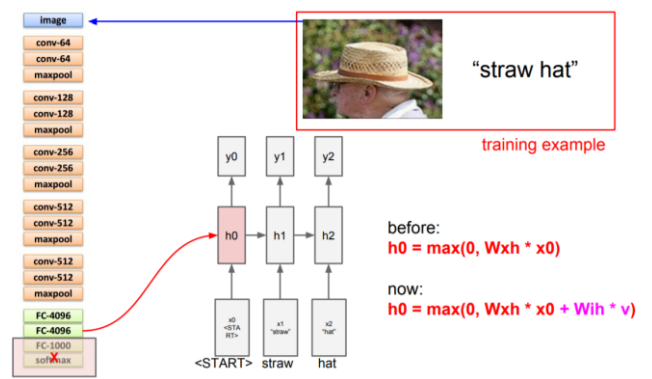 image
conv-64
conv-64
maxpool
conv-128
conv-128
maxpool
conv-256
conv-256
maxpool
conv-512
conv-512
maxpool
conv-512
conv-512
maxpool
FC-4096
FC-4096
FC-1000
softmax
X
“straw hat”
training example
y0 y1 y2
h0 h1 h2
before:
h0 = max(0, Wxh * x0)
now:
h0 = max(0, Wxh * x0 + Wih * v)
x0
<STA
RT>
x1
“straw”
x2
“hat”
<START> straw hat